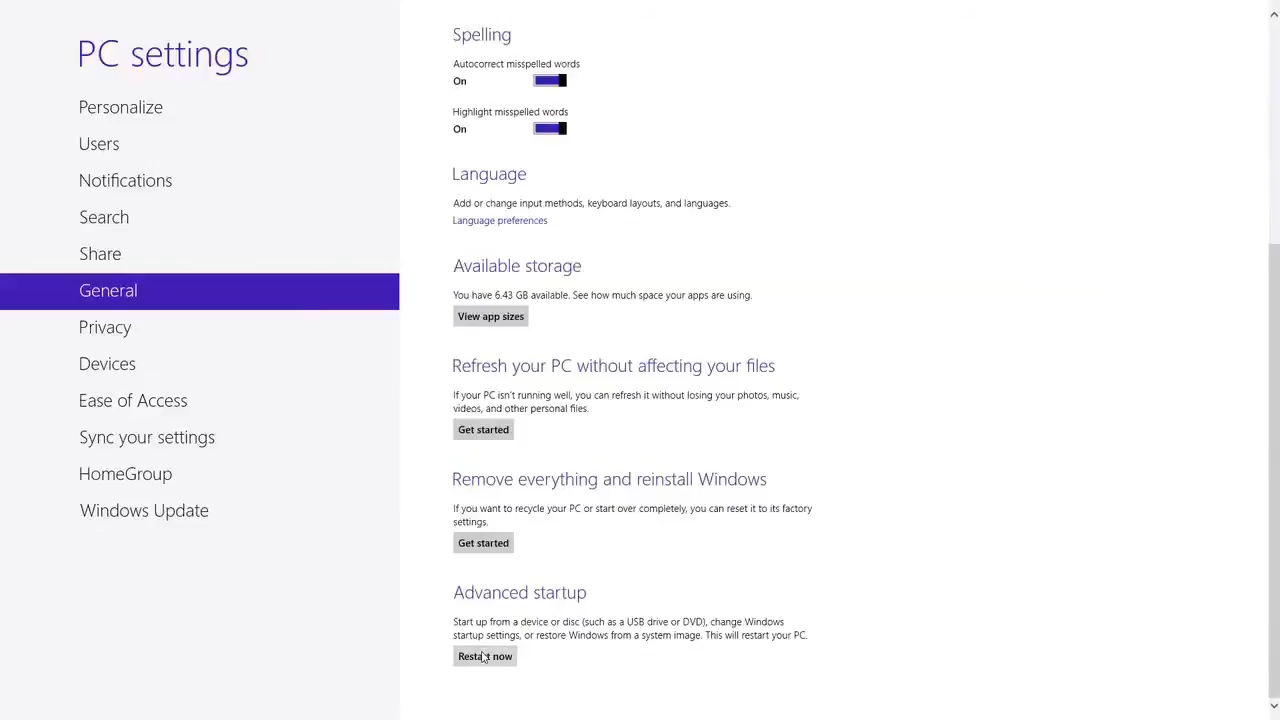 PC settings
Personalize
Users
Notifications
Search
Share
General
Privacy
Devices
Ease of Access
Sync your settings
HomeGroup
Windows Update
Spelling
Autocorrect misspelled words
On
Highlight misspelled words
On
Language
Add or change input methods, keyboard layouts, and languages.
Language preferences
Available storage
You have 6.43 GB available. See how much space your apps are using.
View app sizes
Refresh your PC without affecting your files
If your PC isn't running well, you can refresh it without losing your photos, music,
videos, and other personal files.
Get started
Remove everything and reinstall Windows
If you want to recycle your PC or start over completely, you can reset it to its factory
settings.
Get started
Advanced startup
Start up from a device or disc (such as a USB drive or DVD), change Windows
startup settings, or restore Windows from a system image. This will restart your PC.
Restart now